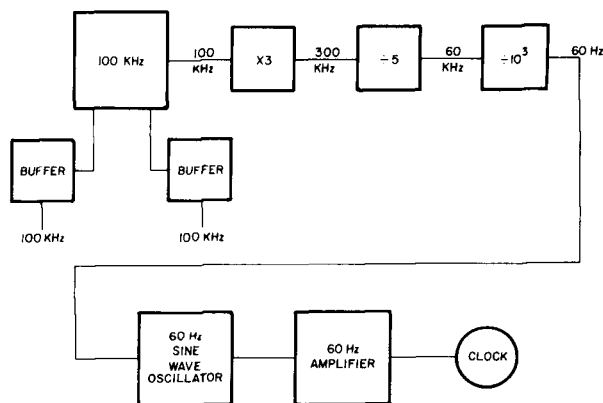 100 KHz
100
KHz
X3
300
KHz
÷5
60
KHz
÷10³
60 Hz
BUFFER
BUFFER
100 KHz
100 KHz
60 Hz
SINE
WAVE
OSCILLATOR
60 Hz
AMPLIFIER
CLOCK